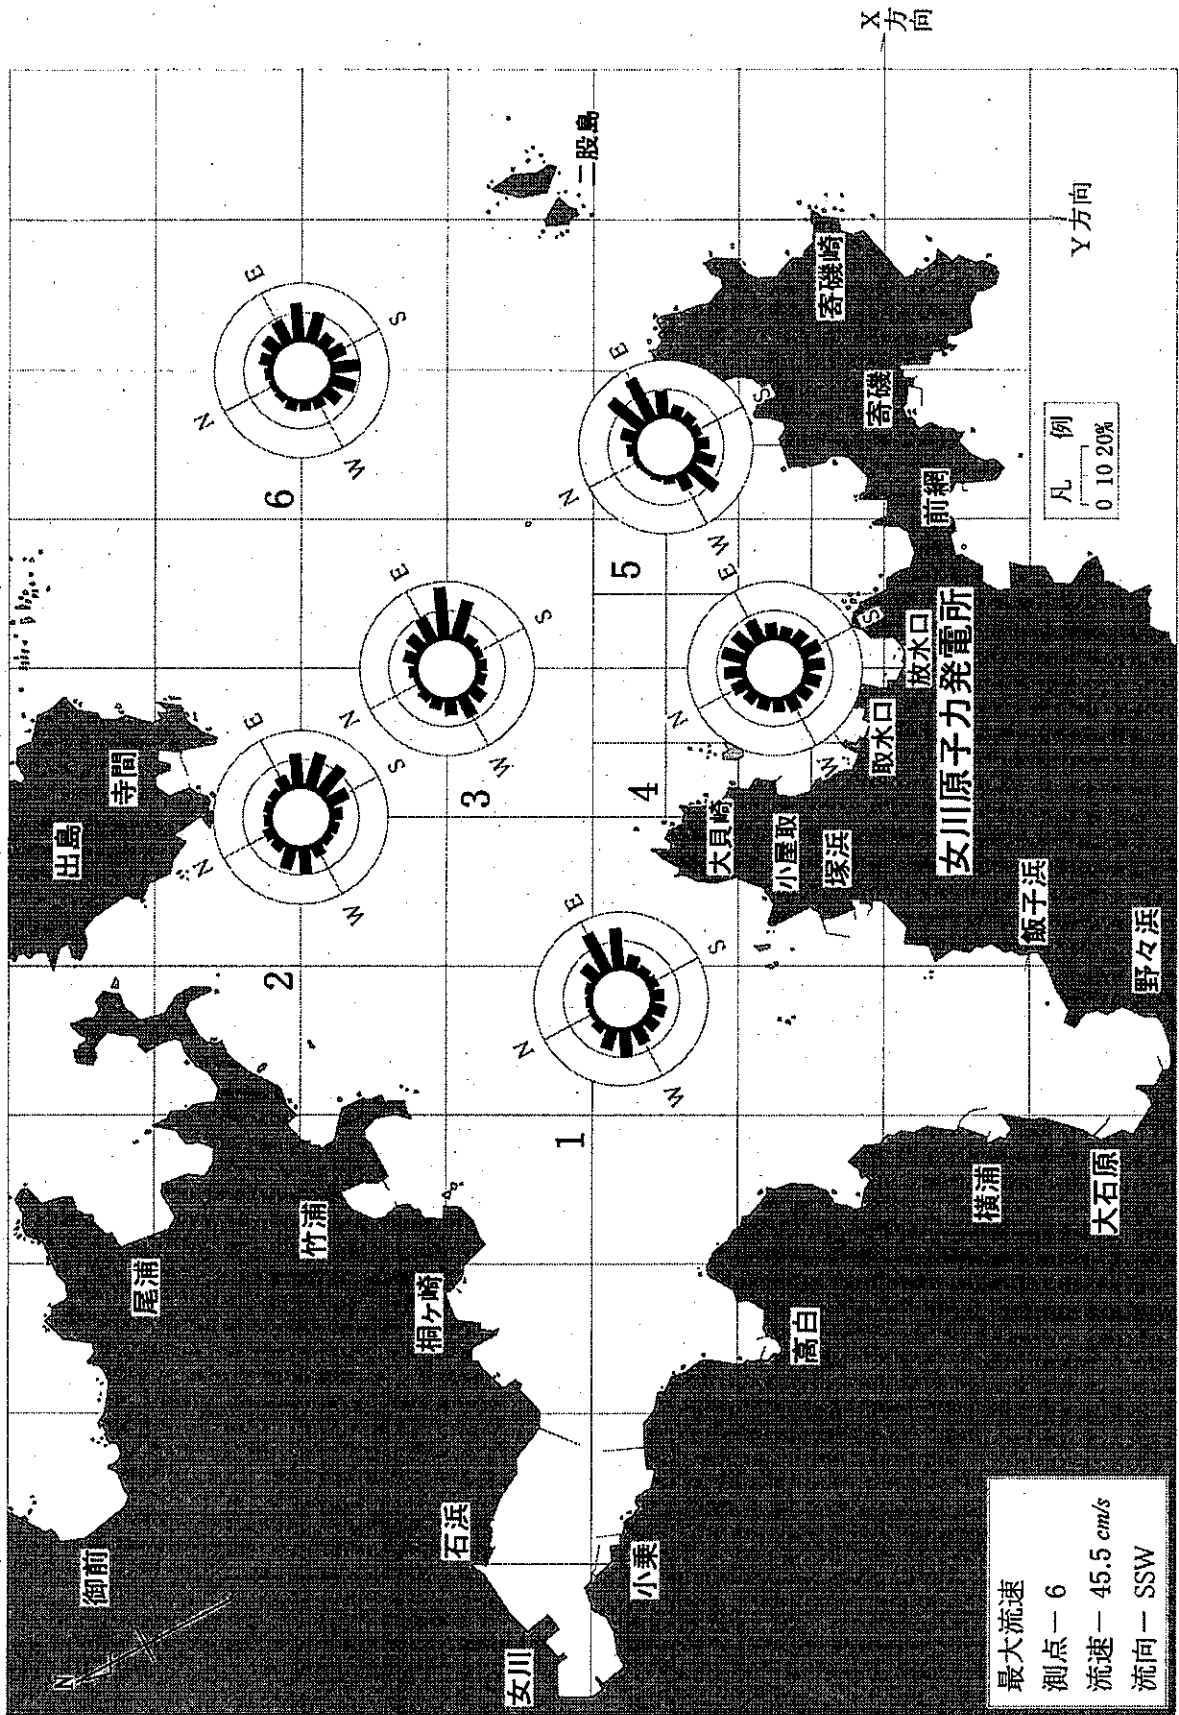 X方向
Y方向
二股島
寄磯崎
寄磯
前網
凡 例
0 10 20%
女川原子力発電所
放水口
取水口
大貝崎
小屋取
塚浜
飯子浜
野々浜
大石原
横浦
高白
小乗
女川
石浜
桐ヶ崎
竹浦
尾浦
御前
出島
寺間
N
1
N
E
S
W
2
N
E
S
W
3
N
E
S
W
4
N
E
S
W
5
N
E
S
W
6
N
E
S
W
最大流速
測点－6
流速－45.5 cm/s
流向－SSW